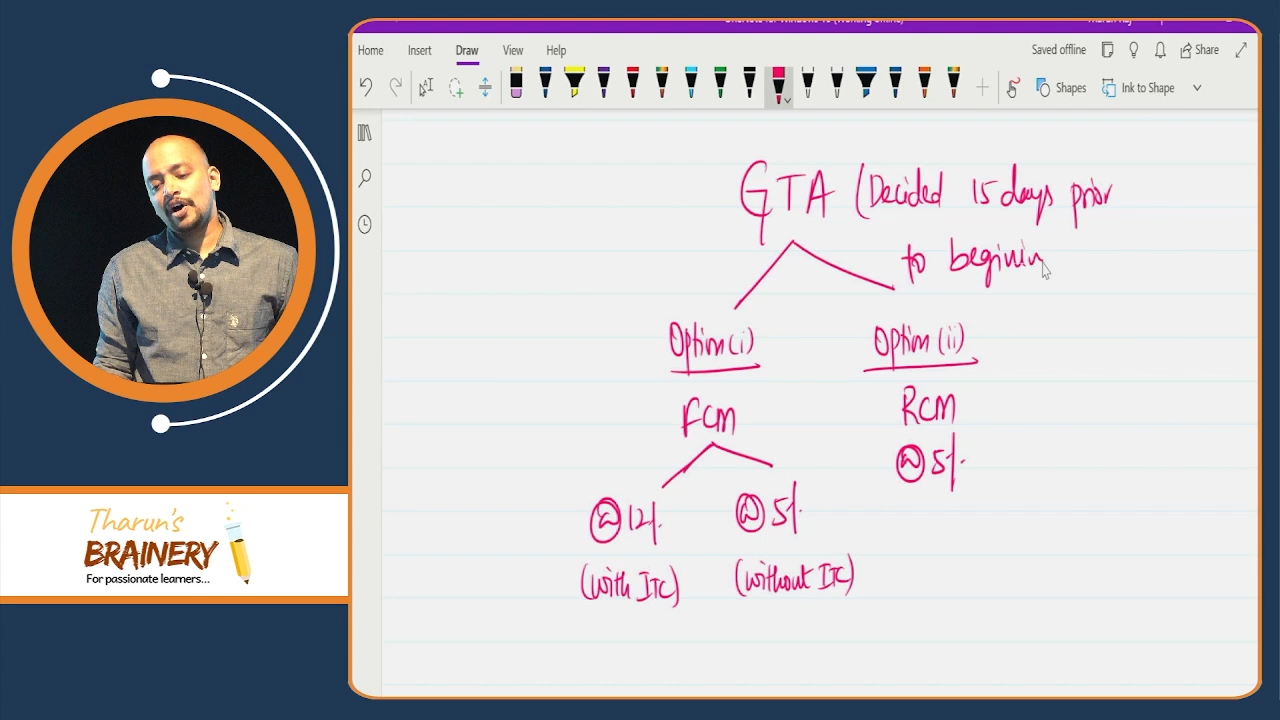 Home Insert Draw View Help
Saved offline
Share
Shapes
Ink to Shape
GTA (Decided 15 days prior
to beginin
Option(i)
Option (ii)
FCM
RCM
@ 5%
@ 12%
@ 5%
(with ITC)
(without ITC)
Tharun's
BRAINERY
For passionate learners...